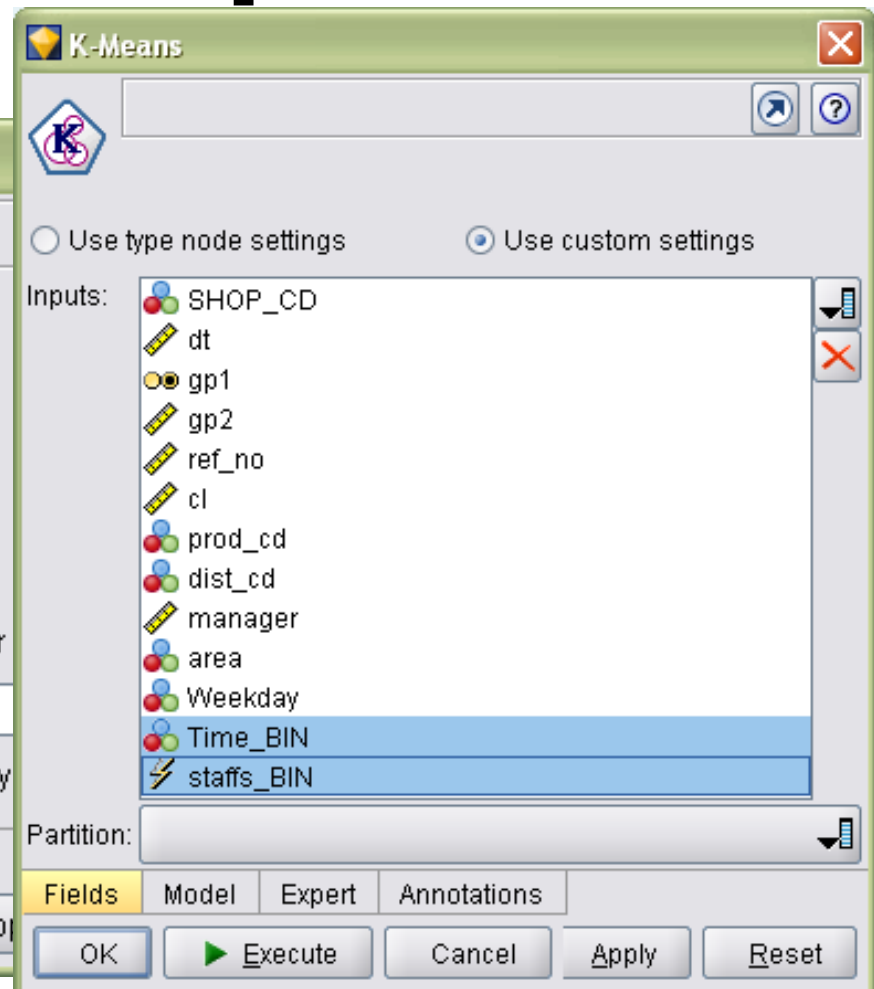 K-Means
Use type node settings Use custom settings
Inputs:
SHOP_CD
dt
gp1
gp2
ref_no
cl
prod_cd
dist_cd
manager
area
Weekday
Time_BIN
staffs_BIN
Partition:
Fields Model Expert Annotations
OK Execute Cancel Apply Reset